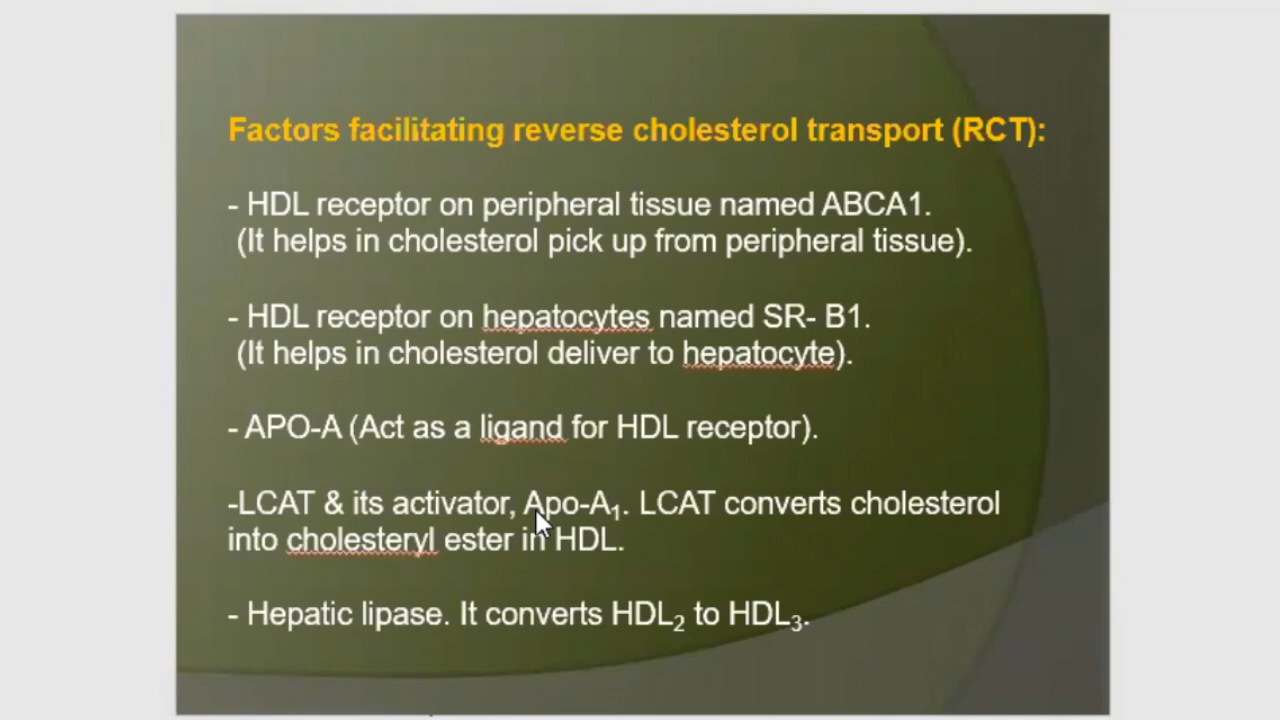 Factors facilitating reverse cholesterol transport (RCT):
- HDL receptor on peripheral tissue named ABCA1.
(It helps in cholesterol pick up from peripheral tissue).
- HDL receptor on hepatocytes named SR- B1.
(It helps in cholesterol deliver to hepatocyte).
- APO-A (Act as a ligand for HDL receptor).
-LCAT & its activator, Apo-A₁. LCAT converts cholesterol
into cholesteryl ester in HDL.
- Hepatic lipase. It converts HDL₂ to HDL₃.